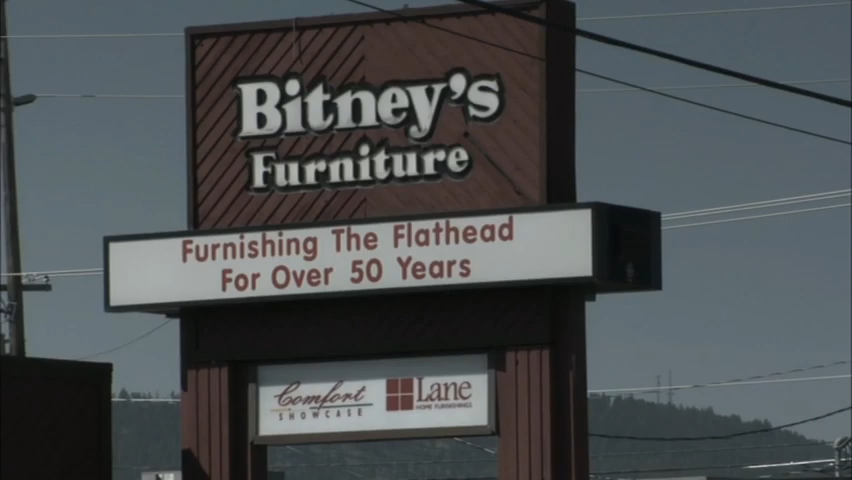 Bitney's
Furniture
Furnishing The Flathead
For Over 50 Years
Comfort
SHOWCASE
Lane
HOME FURNISHINGS